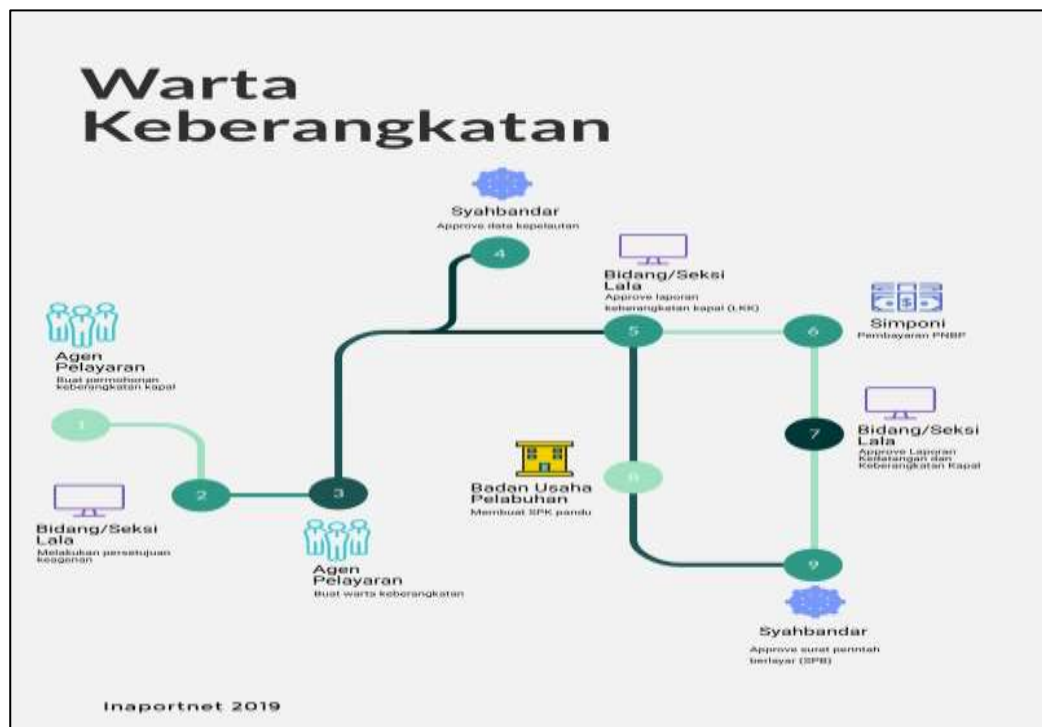 Warta
Keberangkatan
Syahbandar
Approve data kepelautan
4
Bidang/Seksi
Lala
Approve laporan
keberangkatan kapal (LKK)
5
6
Simponi
Pembayaran PNBP
Agen
Pelayaran
Buat permohonan
keberangkatan kapal
1
2
3
Bidang/Seksi
Lala
Melakukan persetujuan
keagenan
Agen
Pelayaran
Buat warta keberangkatan
7
Bidang/Seksi
Lala
Approve Laporan
Kedatangan dan
Keberangkatan Kapal
8
Badan Usaha
Pelabuhan
Membuat SPK pandu
9
Syahbandar
Approve surat perintah
berlayar (SPB)
Inaportnet 2019